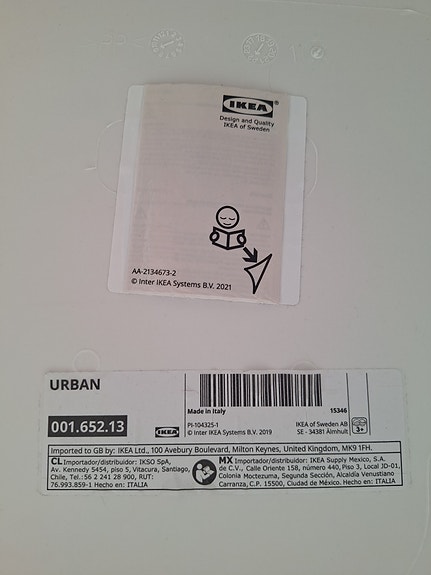 IKEA®
Design and Quality
IKEA of Sweden
AA-2134673-2
© Inter IKEA Systems B.V. 2021
URBAN
001.652.13
IKEA
Made in Italy
15346
PI-104325-1
IKEA of Sweden AB
© Inter IKEA Systems B.V. 2019
SE - 34381 Älmhult
3+
Imported to GB by: IKEA Ltd., 100 Avebury Boulevard, Milton Keynes, United Kingdom, MK9 1FH.
CL Importador/distribuidor: IKSO SpA,
Av. Kennedy 5454, piso 5, Vitacura, Santiago,
Chile, Tel.:56 2 241 28 900, RUT:
76.993.859-1 Hecho en: ITALIA
MX Importador/distribuidor: IKEA Supply Mexico, S.A.
de C.V., Calle Oriente 158, número 440, Piso 3, Local JD-01,
Colonia Moctezuma, Segunda Sección, Alcaldía Venustiano
Carranza, C.P. 15500, Ciudad de México. Hecho en: ITALIA